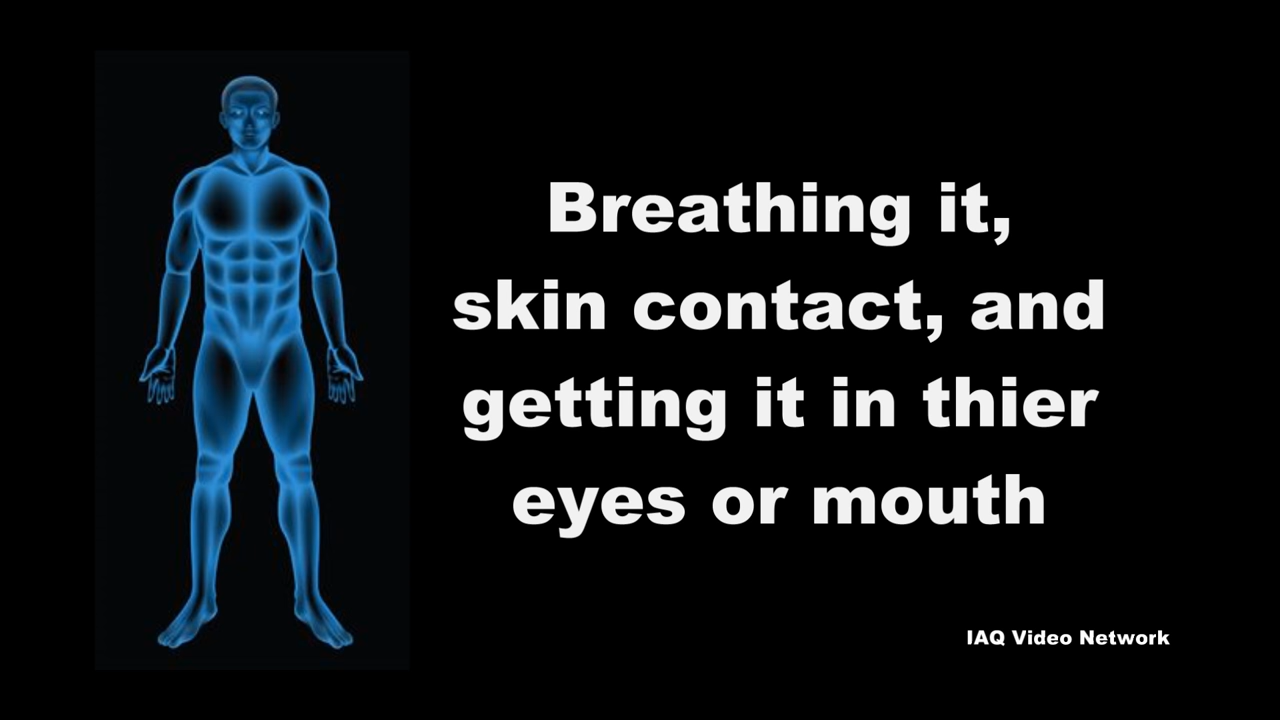 Breathing it,
skin contact, and
getting it in thier
eyes or mouth
IAQ Video Network